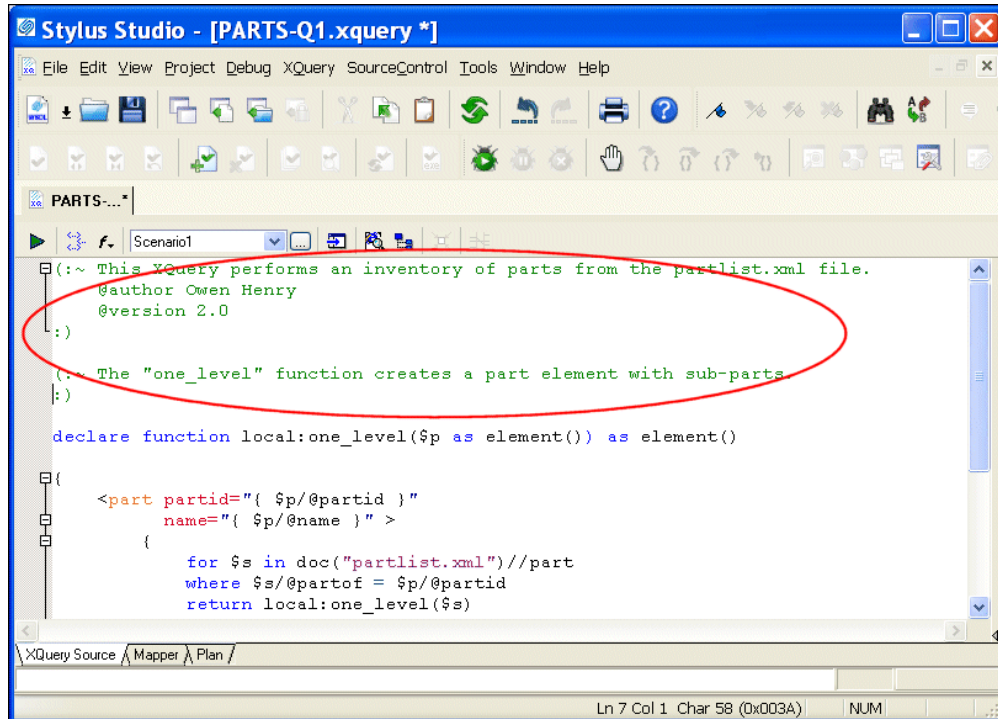 Stylus Studio - [PARTS-Q1.xquery *]
File Edit View Project Debug XQuery SourceControl Tools Window Help
PARTS-...*
Scenario1
(:~ This XQuery performs an inventory of parts from the partlist.xml file.
@author Owen Henry
@version 2.0
:)
(:~ The "one_level" function creates a part element with sub-parts.
:)
declare function local:one_level($p as element()) as element()
{
<part partid="{ $p/@partid }"
name="{ $p/@name }" >
{
for $s in doc("partlist.xml")//part
where $s/@partof = $p/@partid
return local:one_level($s)
XQuery Source Mapper Plan
Ln 7 Col 1 Char 58 (0x003A) NUM